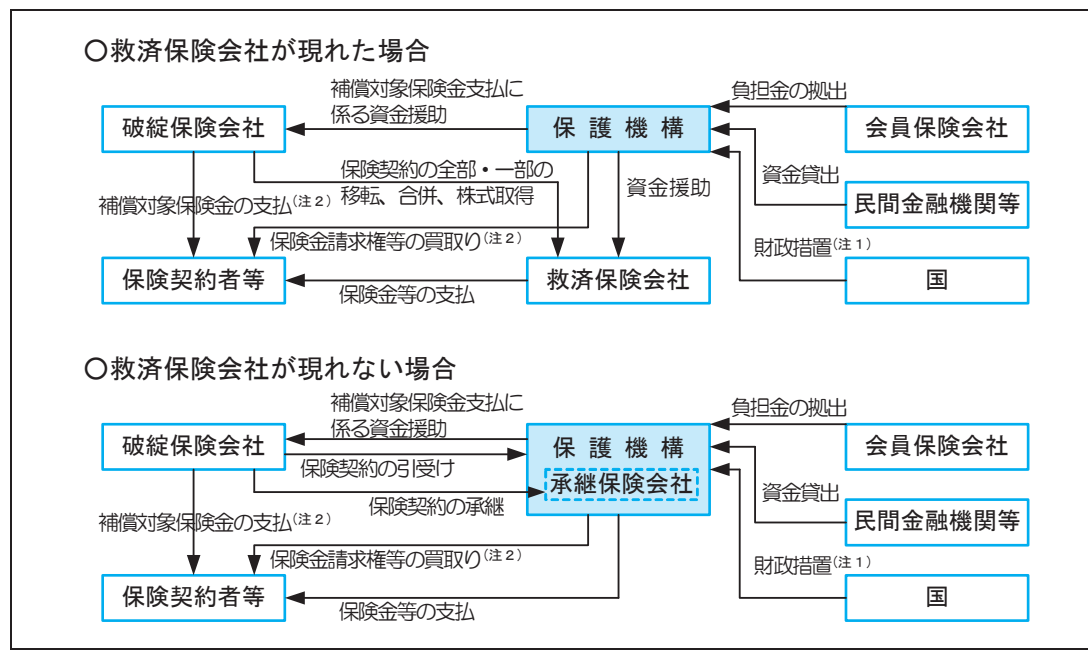 〇救済保険会社が現れた場合
補償対象保険金支払に
係る資金援助
負担金の拠出
破綻保険会社
保護機構
会員保険会社
保険契約の全部・一部の
移転、合併、株式取得
資金援助
資金貸出
補償対象保険金の支払(注2)
民間金融機関等
保険金請求権等の買取り(注2)
財政措置(注1)
保険契約者等
救済保険会社
国
保険金等の支払
〇救済保険会社が現れない場合
補償対象保険金支払に
係る資金援助
負担金の拠出
破綻保険会社
保護機構
会員保険会社
保険契約の引受け
承継保険会社
資金貸出
保険契約の承継
補償対象保険金の支払(注2)
民間金融機関等
保険金請求権等の買取り(注2)
財政措置(注1)
保険契約者等
国
保険金等の支払